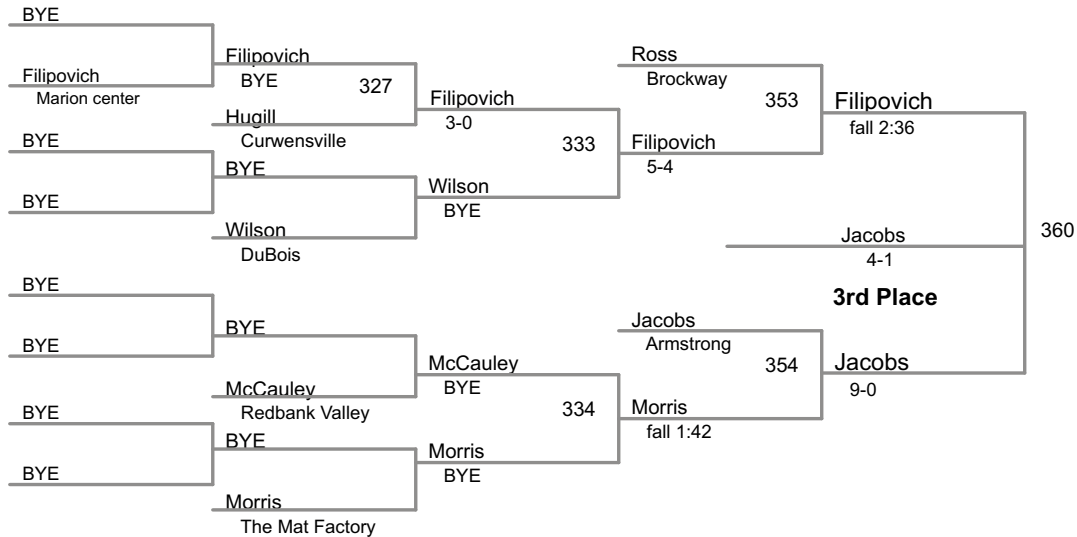 BYE
Filipovich
Marion center
BYE
BYE
Filipovich
BYE
327
Hugill
Curwensville
BYE
Wilson
DuBois
Filipovich
3-0
333
Wilson
BYE
Ross
Brockway
353
Filipovich
5-4
Filipovich
fall 2:36
360
Jacobs
4-1
3rd Place
BYE
BYE
BYE
BYE
BYE
McCauley
Redbank Valley
BYE
Morris
The Mat Factory
McCauley
BYE
334
Morris
BYE
Jacobs
Armstrong
354
Morris
fall 1:42
Jacobs
9-0